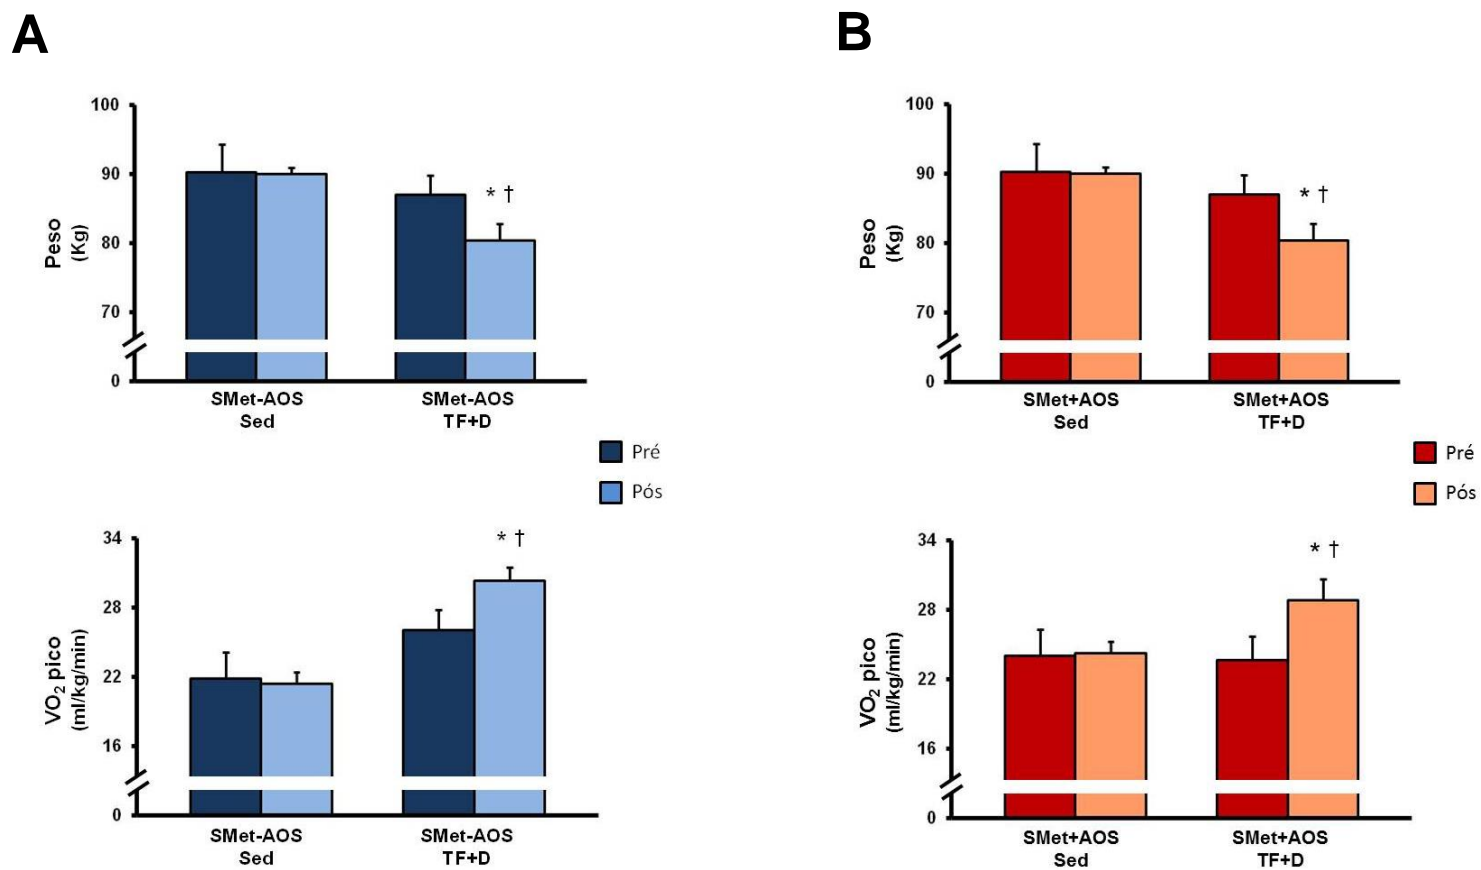 A
100
90
80
70
0
Peso
(Kg)
* †
SMet-AOS
Sed
SMet-AOS
TF+D
Pré
Pós
34
28
22
16
0
VO₂ pico
(ml/kg/min)
* †
SMet-AOS
Sed
SMet-AOS
TF+D
B
100
90
80
70
0
Peso
(Kg)
* †
SMet+AOS
Sed
SMet+AOS
TF+D
Pré
Pós
34
28
22
16
0
VO₂ pico
(ml/kg/min)
* †
SMet+AOS
Sed
SMet+AOS
TF+D